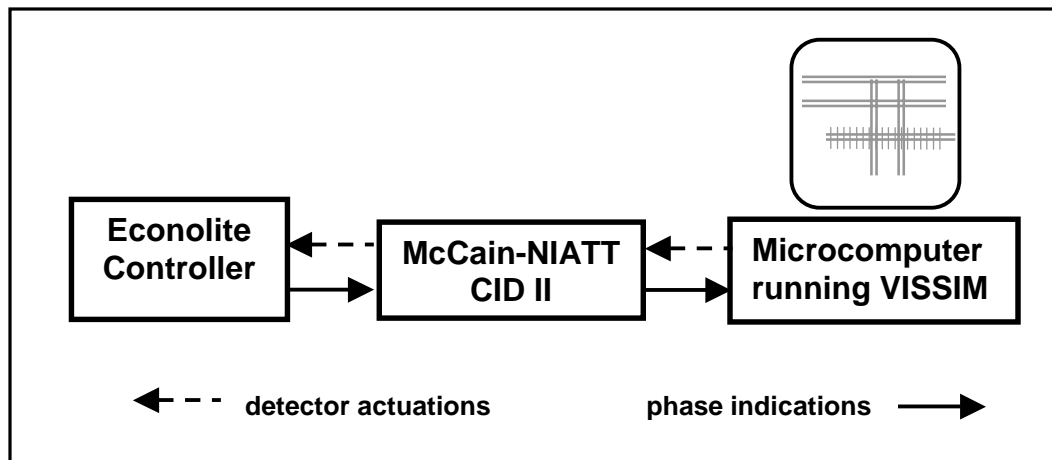 Econolite
Controller
McCain-NIATT
CID II
Microcomputer
running VISSIM
detector actuations
phase indications